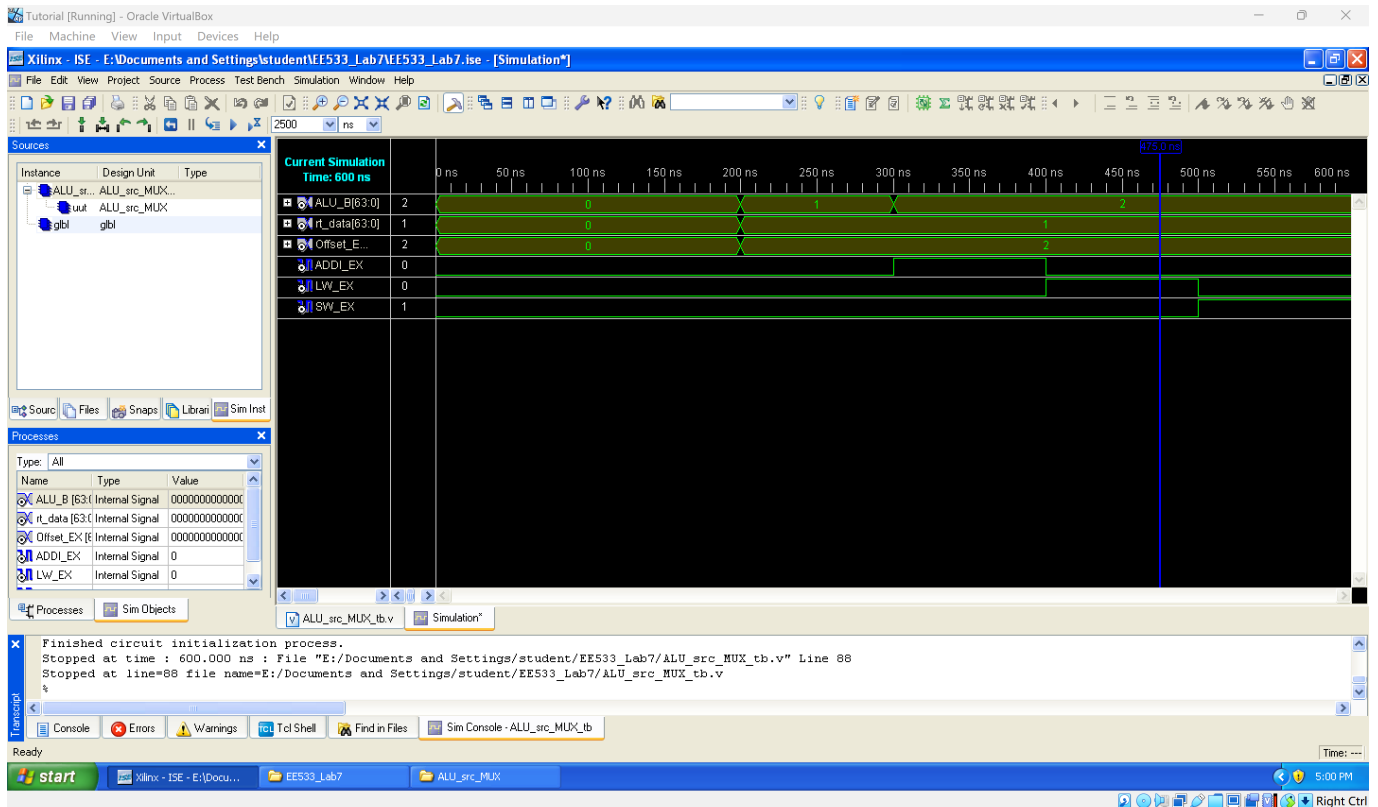 Tutorial [Running] - Oracle VirtualBox
File Machine View Input Devices Help
Xilinx - ISE - E:\Documents and Settings\student\EE533_Lab7\EE533_Lab7.ise - [Simulation*]
File Edit View Project Source Process Test Bench Simulation Window Help
2500 ns
Sources
Instance Design Unit Type
ALU_sr... ALU_src_MUX...
uut ALU_src_MUX
glbl glbl
Sourc Files Snaps Librari Sim Inst
Processes
Type: All
Name Type Value
ALU_B [63:( Internal Signal 0000000000000
rt_data [63:( Internal Signal 0000000000000
Offset_EX [6 Internal Signal 0000000000000
ADDI_EX Internal Signal 0
LW_EX Internal Signal 0
Processes Sim Objects
476.0 ns
Current Simulation
Time: 600 ns
0 ns 50 ns 100 ns 150 ns 200 ns 250 ns 300 ns 350 ns 400 ns 450 ns 500 ns 550 ns 600 ns
ALU_B[63:0] 2 0 1 2
rt_data[63:0] 1 0 1
Offset_E... 2 0 2
ADDI_EX 0
LW_EX 0
SW_EX 1
ALU_src_MUX_tb.v Simulation*
Finished circuit initialization process.
Stopped at time : 600.000 ns : File "E:/Documents and Settings/student/EE533_Lab7/ALU_src_MUX_tb.v" Line 88
Stopped at line=88 file name=E:/Documents and Settings/student/EE533_Lab7/ALU_src_MUX_tb.v
%
Transcript
Console Errors Warnings Tcl Shell Find in Files Sim Console - ALU_src_MUX_tb
Ready Time: ---
start Xilinx - ISE - E:\Docu... EE533_Lab7 ALU_src_MUX 5:00 PM
Right Ctrl